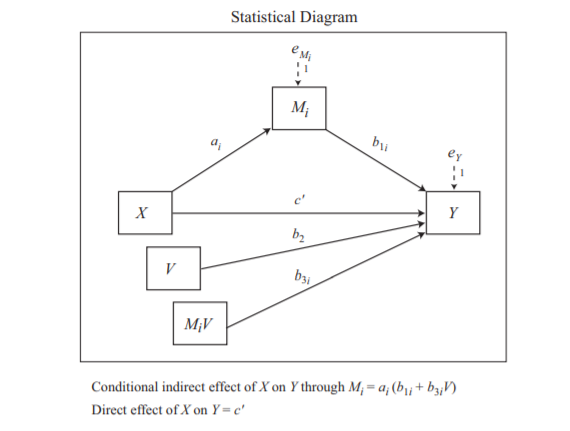 Statistical Diagram
e_{M_i}
1
M_i
a_i
b_{1i}
e_Y
1
X
c'
Y
b_2
V
b_{3i}
M_iV
Conditional indirect effect of X on Y through M_i = a_i (b_{1i} + b_{3i}V)
Direct effect of X on Y = c'